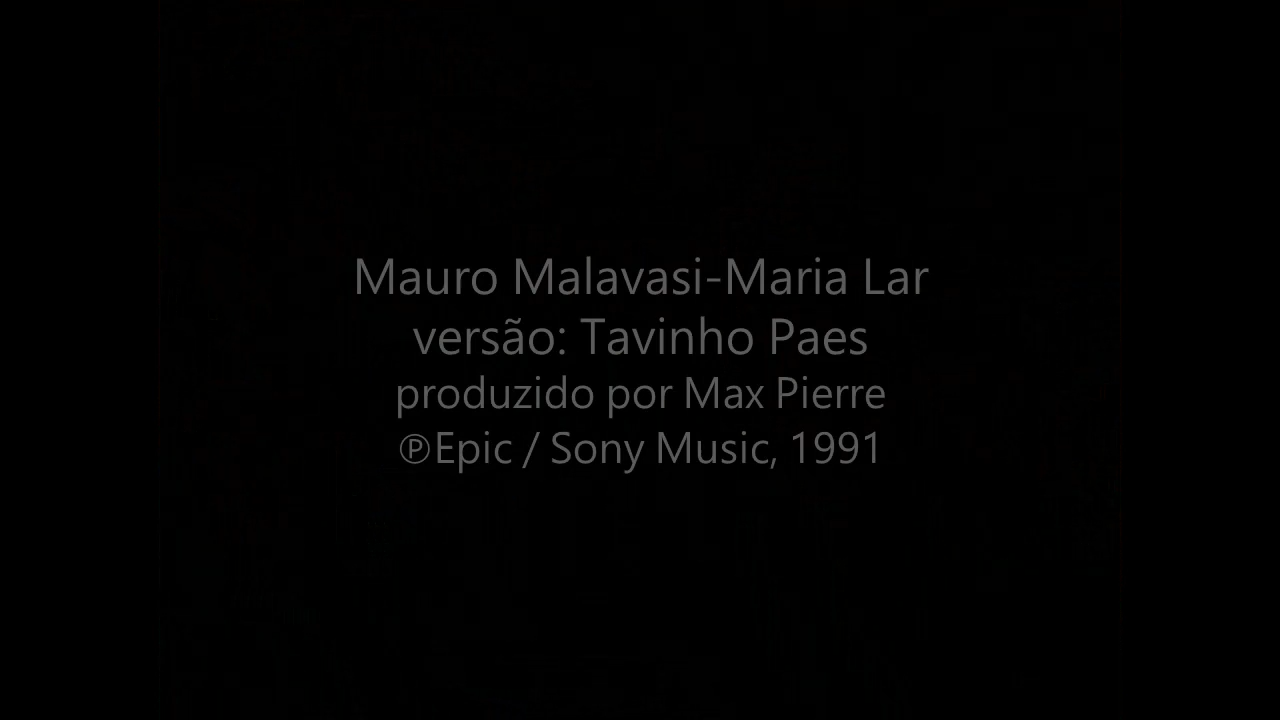 Mauro Malavasi-Maria Lar
versão: Tavinho Paes
produzido por Max Pierre
℗Epic / Sony Music, 1991